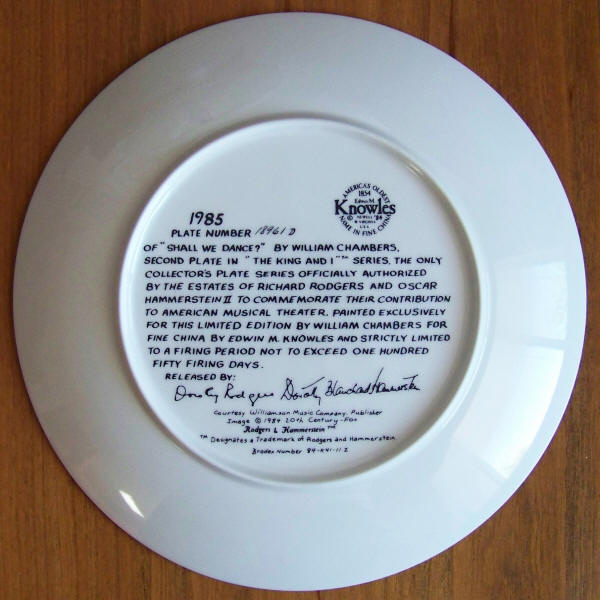 AMERICA'S OLDEST
1854
Edwin M.
Knowles
NEWELL
W. VIRGINIA
U.S.A.
NAME IN FINE CHINA
1985
PLATE NUMBER 18961 D
OF "SHALL WE DANCE?" BY WILLIAM CHAMBERS,
SECOND PLATE IN "THE KING AND I"™ SERIES, THE ONLY
COLLECTOR'S PLATE SERIES OFFICIALLY AUTHORIZED
BY THE ESTATES OF RICHARD RODGERS AND OSCAR
HAMMERSTEIN II TO COMMEMORATE THEIR CONTRIBUTION
TO AMERICAN MUSICAL THEATER, PAINTED EXCLUSIVELY
FOR THIS LIMITED EDITION BY WILLIAM CHAMBERS FOR
FINE CHINA BY EDWIN M. KNOWLES AND STRICTLY LIMITED
TO A FIRING PERIOD NOT TO EXCEED ONE HUNDRED
FIFTY FIRING DAYS.
RELEASED BY:
Dorothy Rodgers Dorothy Blanchard Hammerstein
Courtesy Williamson Music Company, Publisher
Image © 1984 20th Century-Fox
Rodgers & Hammerstein™
™ Designates a Trademark of Rodgers and Hammerstein
Bradex Number 84-K41-11.2